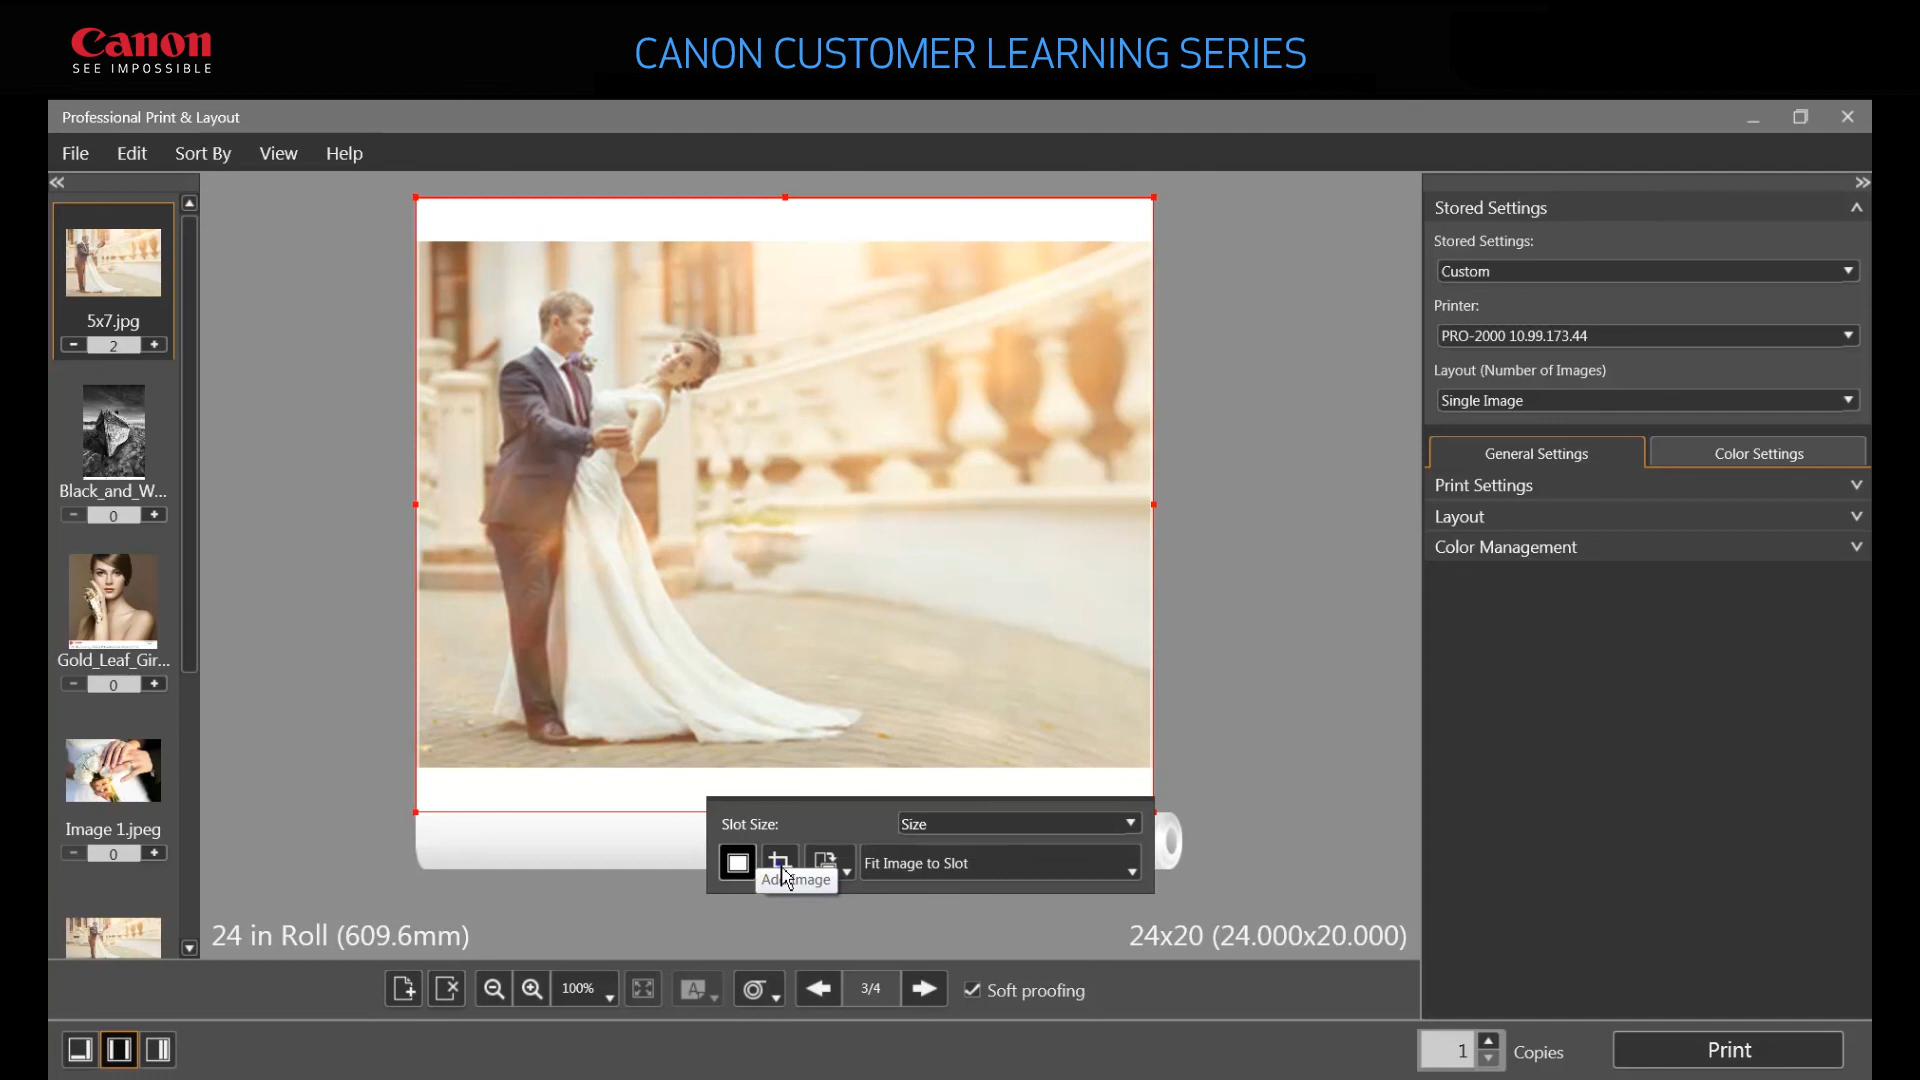 Canon
SEE IMPOSSIBLE
CANON CUSTOMER LEARNING SERIES
Professional Print & Layout
File Edit Sort By View Help
5x7.jpg
2
Black_and_W...
0
Gold_Leaf_Gir...
0
Image 1.jpeg
0
Slot Size: Size
Fit Image to Slot
Add Image
24 in Roll (609.6mm)
24x20 (24.000x20.000)
100%
3/4
Soft proofing
Stored Settings
Stored Settings:
Custom
Printer:
PRO-2000 10.99.173.44
Layout (Number of Images)
Single Image
General Settings
Color Settings
Print Settings
Layout
Color Management
1 Copies
Print